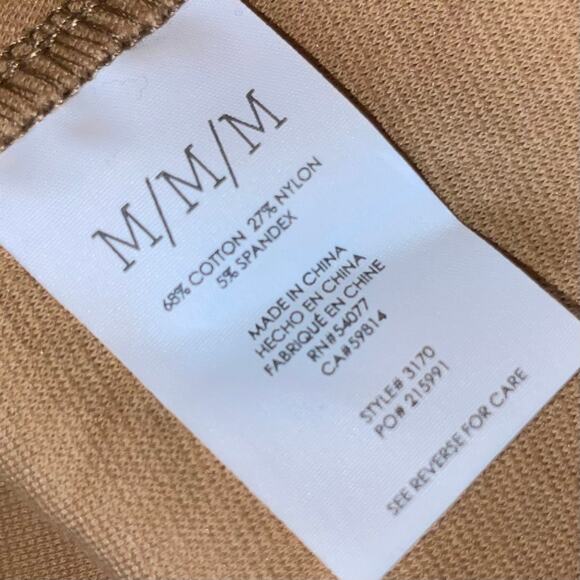 M/M/M
68% COTTON 27% NYLON
5% SPANDEX
MADE IN CHINA
HECHO EN CHINA
FABRIQUÉ EN CHINE
RN#54077
CA#59814
STYLE# 3170
PO# 215991
SEE REVERSE FOR CARE